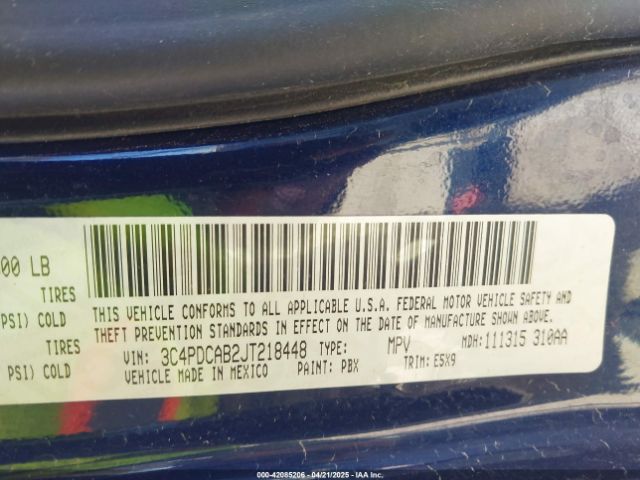 00 LB
TIRES
PSI) COLD
TIRES
PSI) COLD
THIS VEHICLE CONFORMS TO ALL APPLICABLE U.S.A. FEDERAL MOTOR VEHICLE SAFETY AND
THEFT PREVENTION STANDARDS IN EFFECT ON THE DATE OF MANUFACTURE SHOWN ABOVE.
VIN: 3C4PDCAB2JT218448 TYPE: MPV MDH: 111315 310AA
VEHICLE MADE IN MEXICO PAINT: PBX TRIM: E5X9
000-42085206 - 04/21/2025 - IAA Inc.